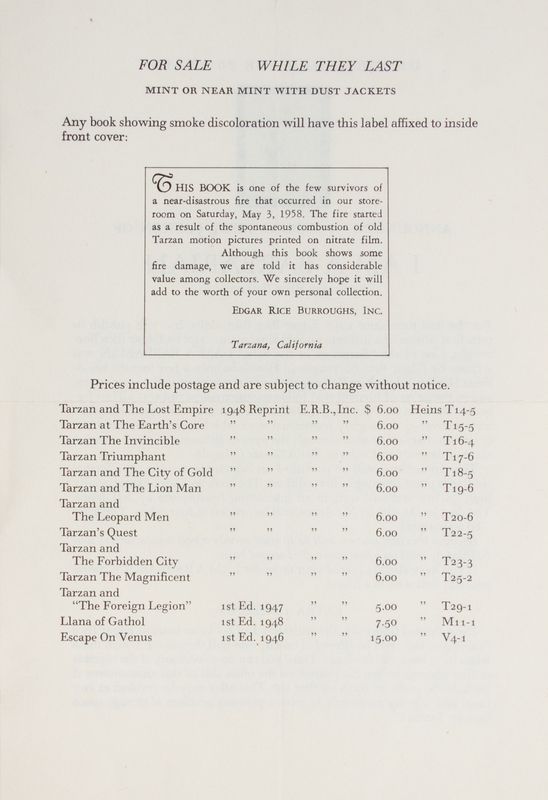 FOR SALE WHILE THEY LAST
MINT OR NEAR MINT WITH DUST JACKETS
Any book showing smoke discoloration will have this label affixed to inside
front cover:
THIS BOOK is one of the few survivors of
a near-disastrous fire that occurred in our store-
room on Saturday, May 3, 1958. The fire started
as a result of the spontaneous combustion of old
Tarzan motion pictures printed on nitrate film.
Although this book shows some
fire damage, we are told it has considerable
value among collectors. We sincerely hope it will
add to the worth of your own personal collection.
EDGAR RICE BURROUGHS, INC.
Tarzana, California
Prices include postage and are subject to change without notice.
Tarzan and The Lost Empire 1948 Reprint E.R.B., Inc. $ 6.00 Heins T14-5
Tarzan at The Earth's Core " " " " 6.00 " T15-5
Tarzan The Invincible " " " " 6.00 " T16-4
Tarzan Triumphant " " " " 6.00 " T17-6
Tarzan and The City of Gold " " " " 6.00 " T18-5
Tarzan and The Lion Man " " " " 6.00 " T19-6
Tarzan and
The Leopard Men " " " " 6.00 " T20-6
Tarzan's Quest " " " " 6.00 " T22-5
Tarzan and
The Forbidden City " " " " 6.00 " T23-3
Tarzan The Magnificent " " " " 6.00 " T25-2
Tarzan and
"The Foreign Legion" 1st Ed. 1947 " " 5.00 " T29-1
Llana of Gathol 1st Ed. 1948 " " 7.50 " M11-1
Escape On Venus 1st Ed. 1946 " " 15.00 " V4-1